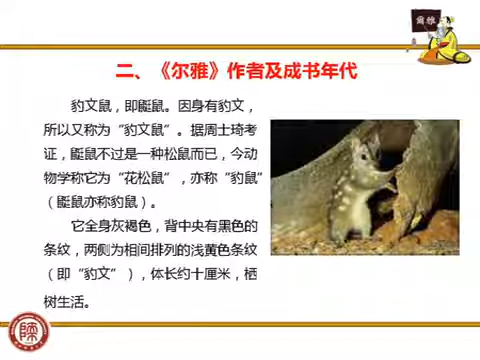 爾雅
二、《尔雅》作者及成书年代
豹文鼠，即鼮鼠。因身有豹文，
所以又称为“豹文鼠”。据周士琦考
证，鼮鼠不过是一种松鼠而已，今动
物学称它为“花松鼠”，亦称“豹鼠”
（鼮鼠亦称豹鼠）。
它全身灰褐色，背中央有黑色的
条纹，两侧为相间排列的浅黄色条纹
（即“豹文”），体长约十厘米，栖
树生活。